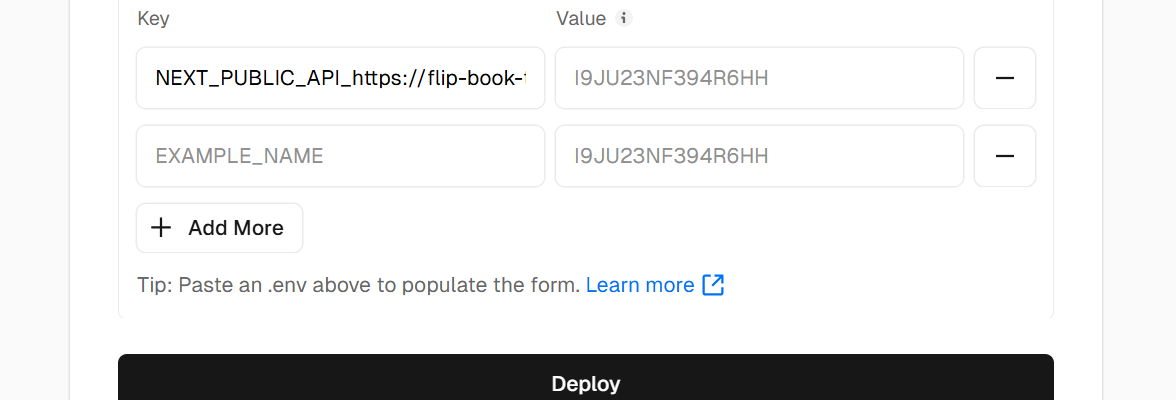 Key Value i
NEXT_PUBLIC_API_https://flip-book- I9JU23NF394R6HH
EXAMPLE_NAME I9JU23NF394R6HH
Add More
Tip: Paste an .env above to populate the form. Learn more
Deploy